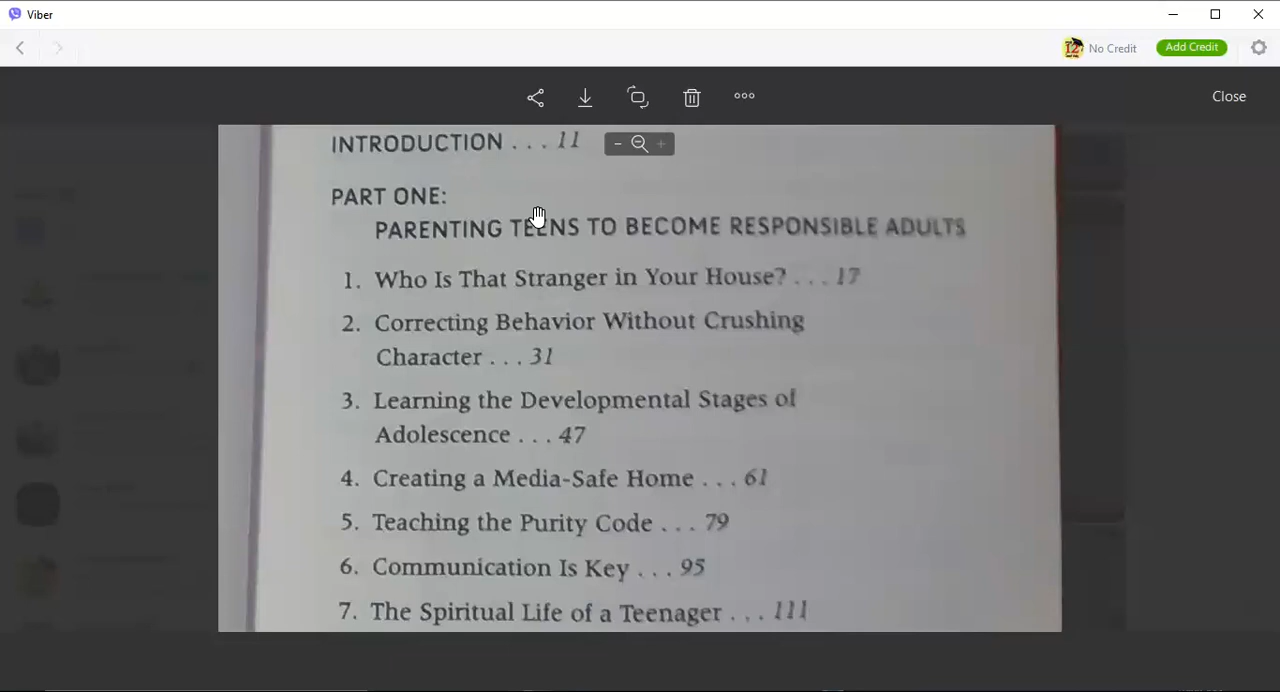 Viber
No Credit
Add Credit
Close
INTRODUCTION . . . 11
PART ONE:
PARENTING TEENS TO BECOME RESPONSIBLE ADULTS
1. Who Is That Stranger in Your House? . . . 17
2. Correcting Behavior Without Crushing
Character . . . 31
3. Learning the Developmental Stages of
Adolescence . . . 47
4. Creating a Media-Safe Home . . . 61
5. Teaching the Purity Code . . . 79
6. Communication Is Key . . . 95
7. The Spiritual Life of a Teenager . . . 111